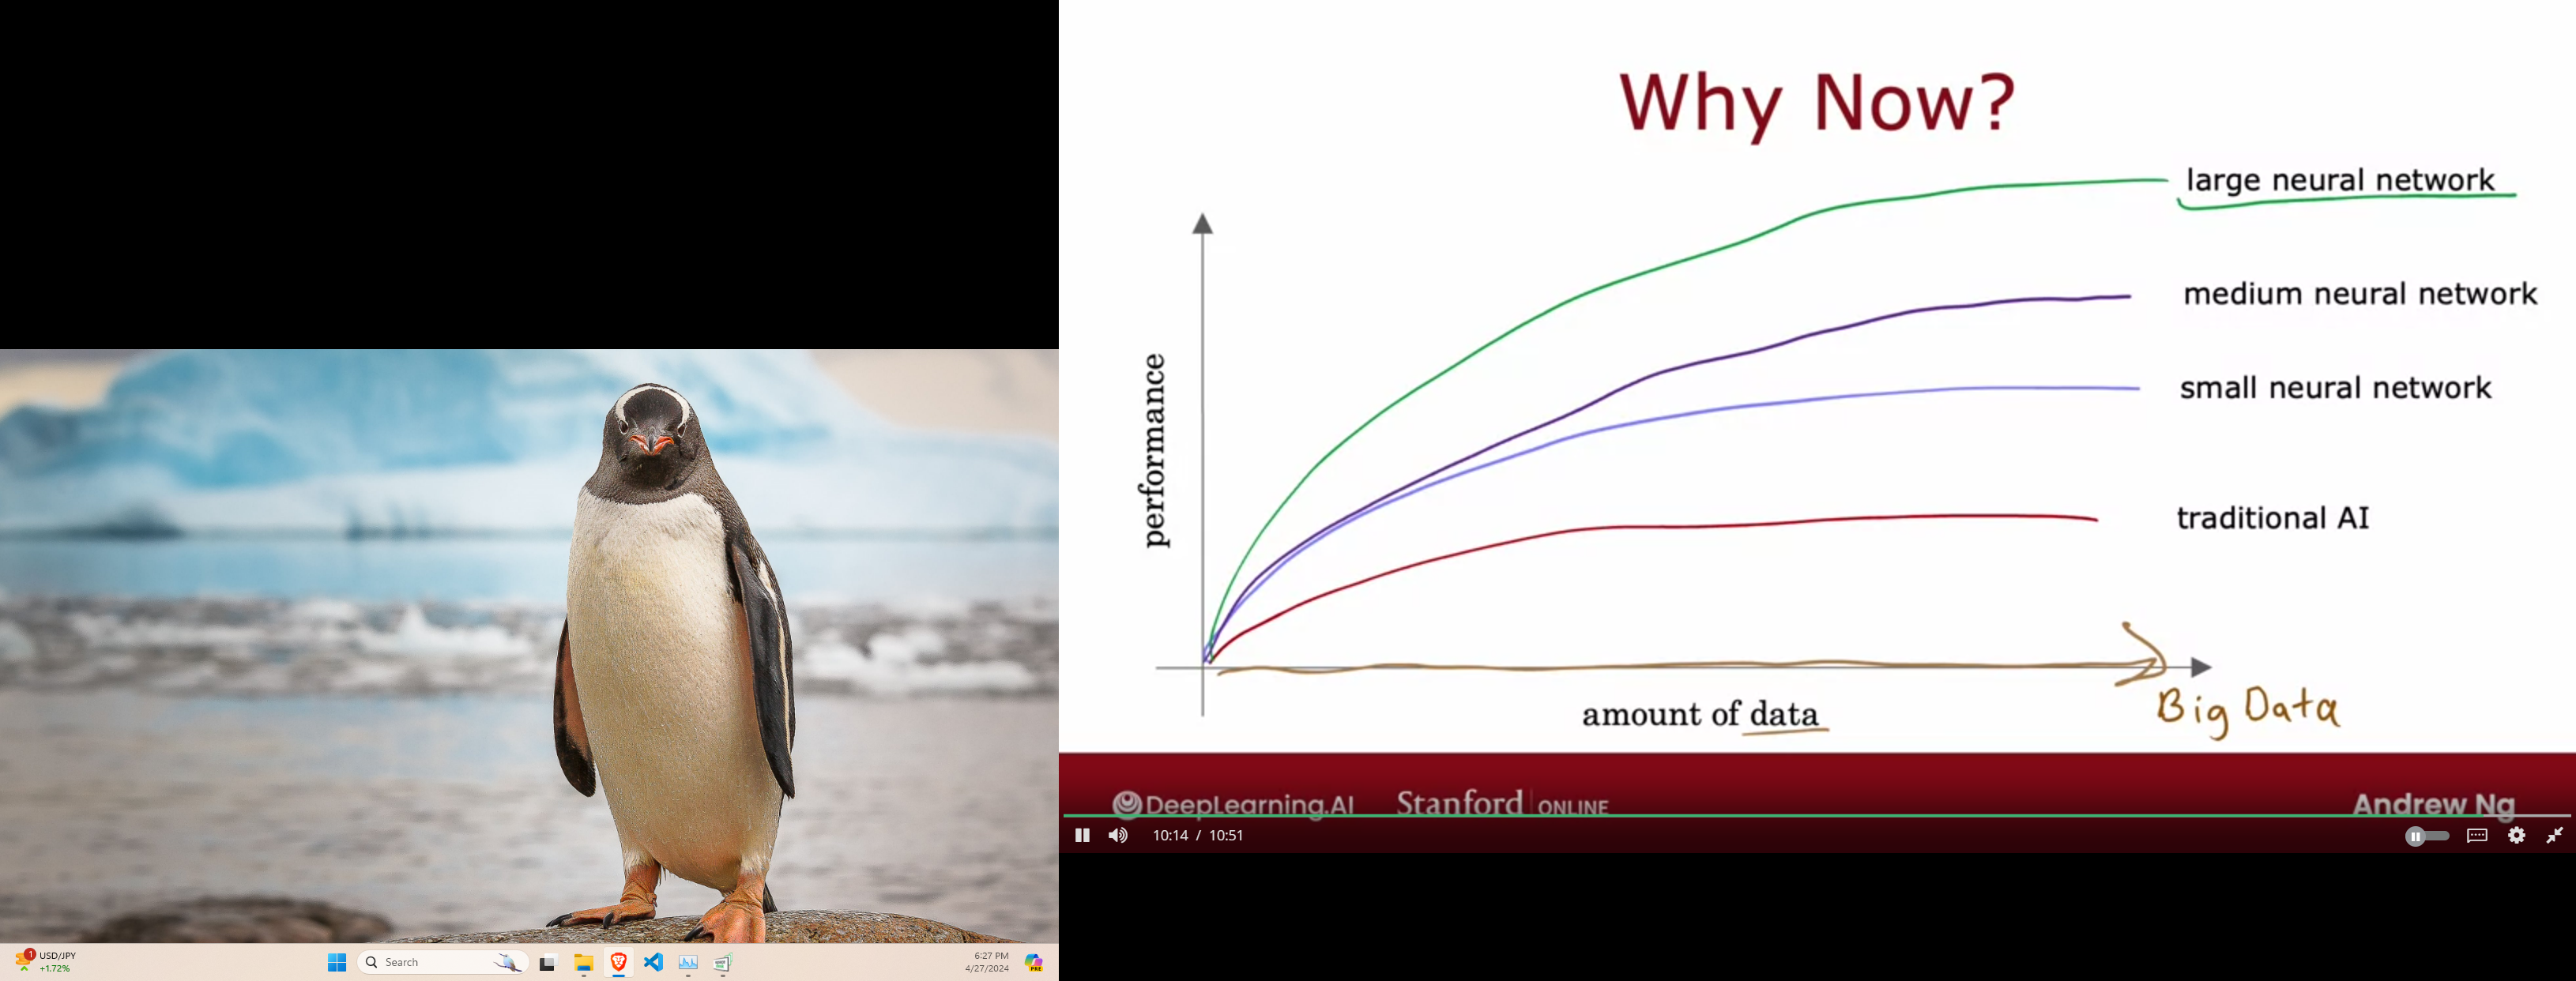 Why Now?
large neural network
medium neural network
small neural network
traditional AI
performance
amount of data
Big Data
DeepLearning.AI
Stanford | ONLINE
Andrew Ng
10:14 / 10:51
1
USD/JPY
+1.72%
Search
6:27 PM
4/27/2024
PRE